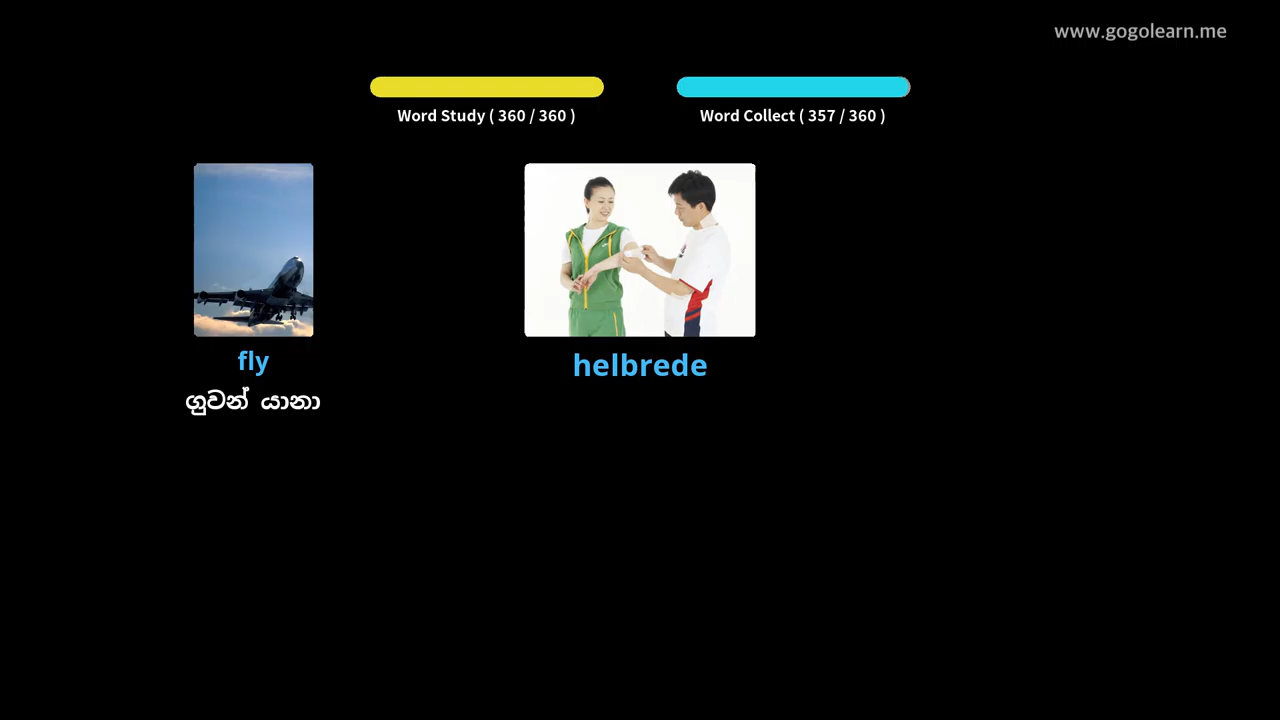 www.gogolearn.me
Word Study ( 360 / 360 )
Word Collect ( 357 / 360 )
fly
ගුවන් යානා
helbrede